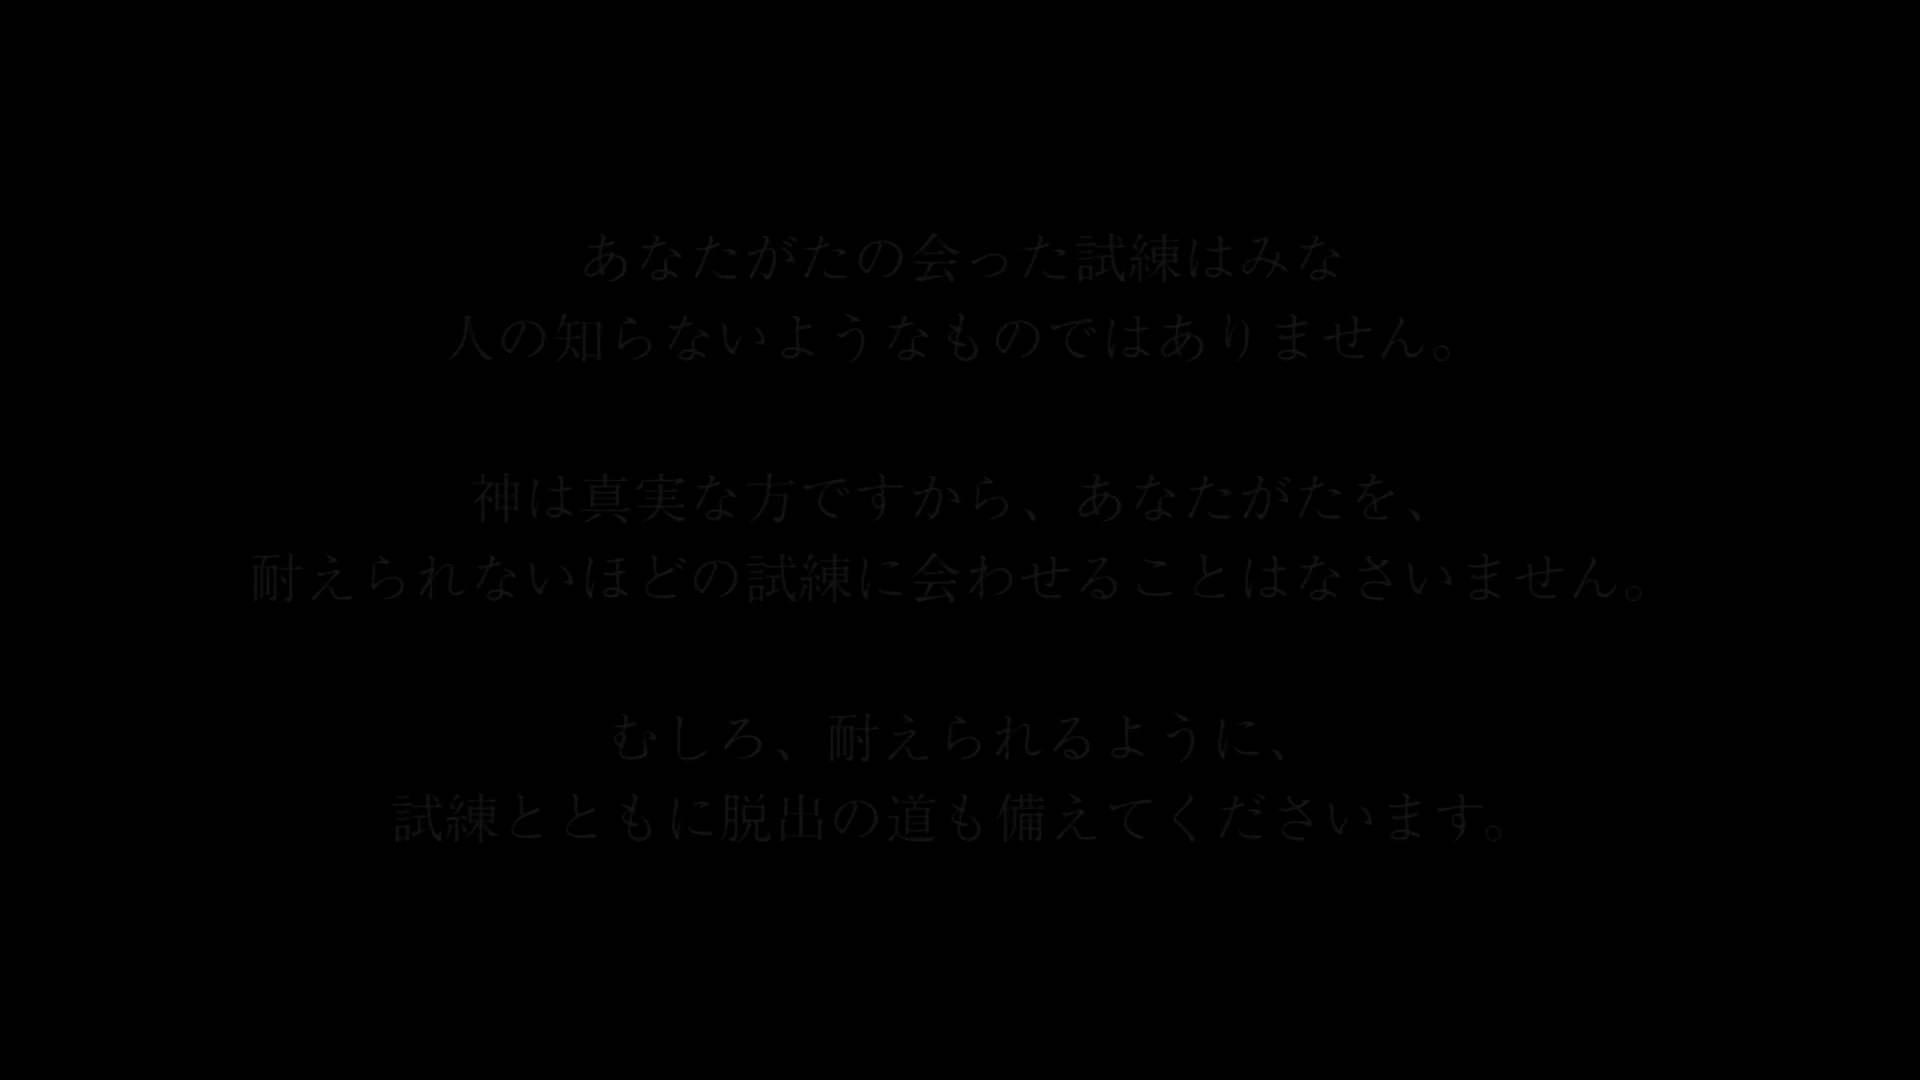 あなたがたの会った試練はみな
人の知らないようなものではありません。
神は真実な方ですから、あなたがたを、
耐えられないほどの試練に会わせることはなさいません。
むしろ、耐えられるように、
試練とともに脱出の道も備えてくださいます。